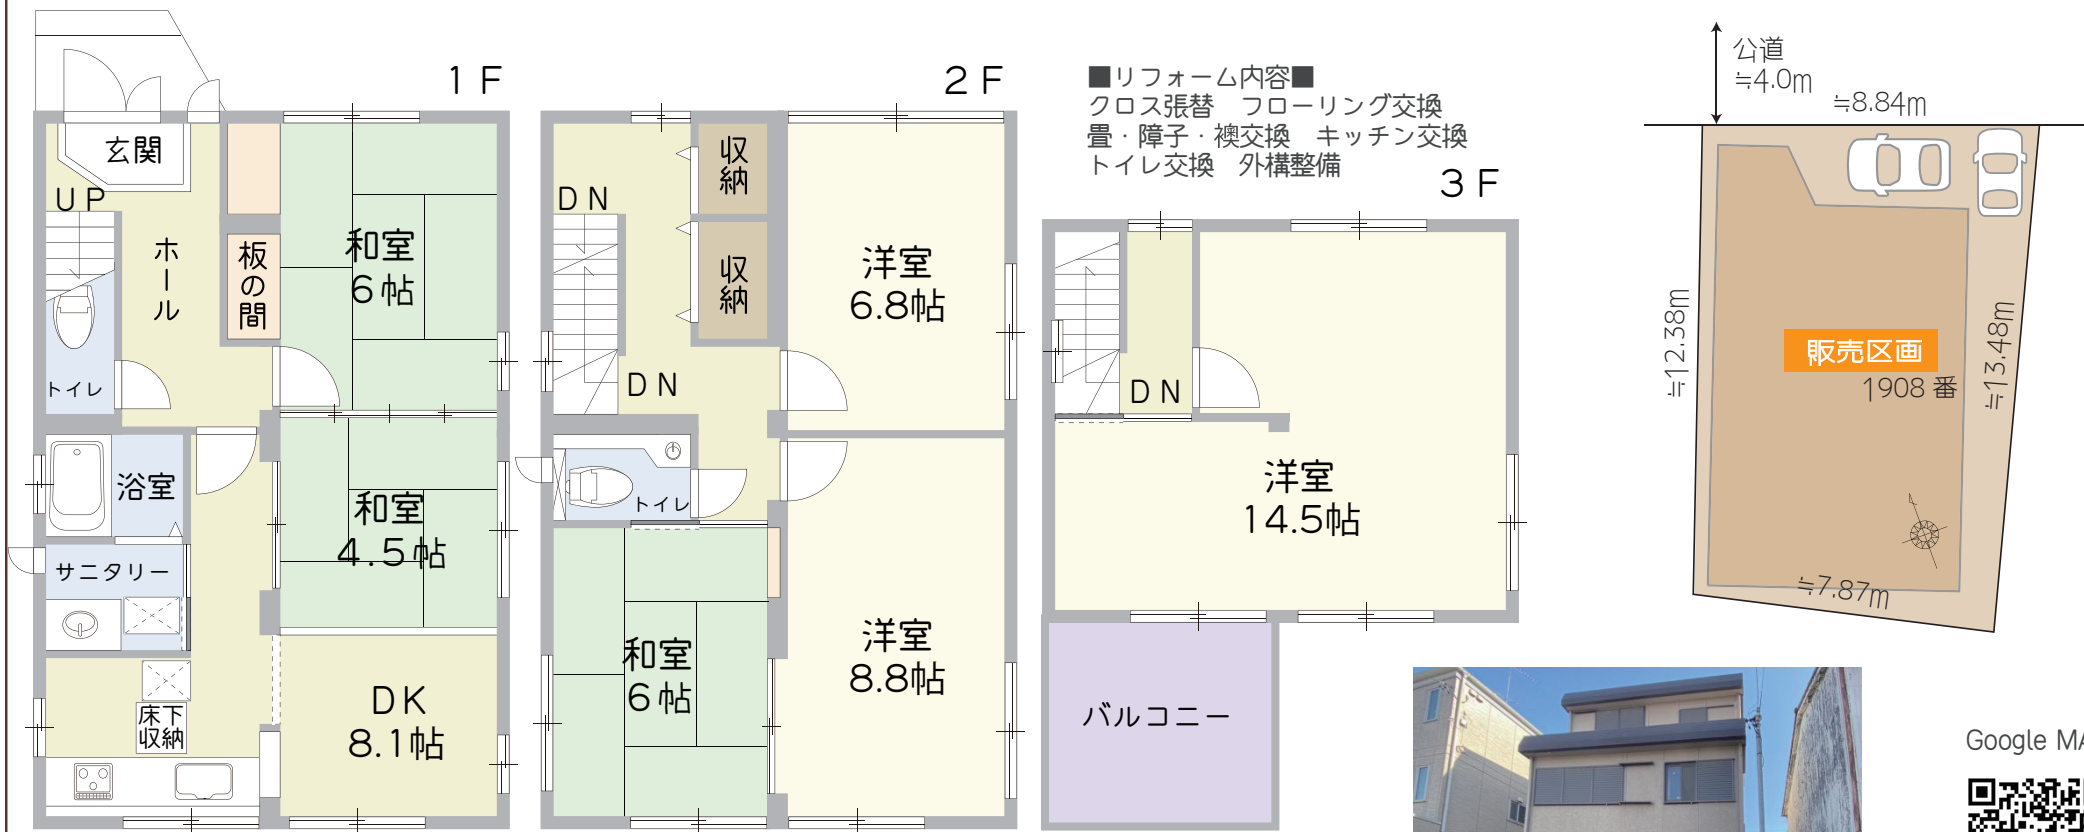 1F
玄関
UP
ホール
板の間
和室
6帖
トイレ
浴室
和室
4.5帖
サニタリー
床下
収納
DK
8.1帖
2F
DN
収納
収納
洋室
6.8帖
DN
トイレ
和室
6帖
洋室
8.8帖
■リフォーム内容■
クロス張替 フローリング交換
畳・障子・襖交換 キッチン交換
トイレ交換 外構整備
3F
DN
洋室
14.5帖
バルコニー
公道
≒4.0m
≒8.84m
≒12.38m
≒13.48m
販売区画
1908番
≒7.87m
Google